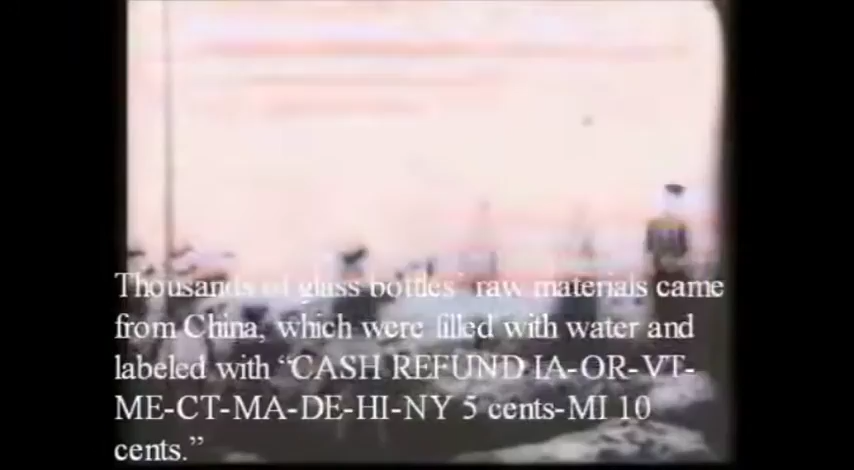 Thousands of glass bottles' raw materials came
from China, which were filled with water and
labeled with “CASH REFUND IA-OR-VT-
ME-CT-MA-DE-HI-NY 5 cents-MI 10
cents.”